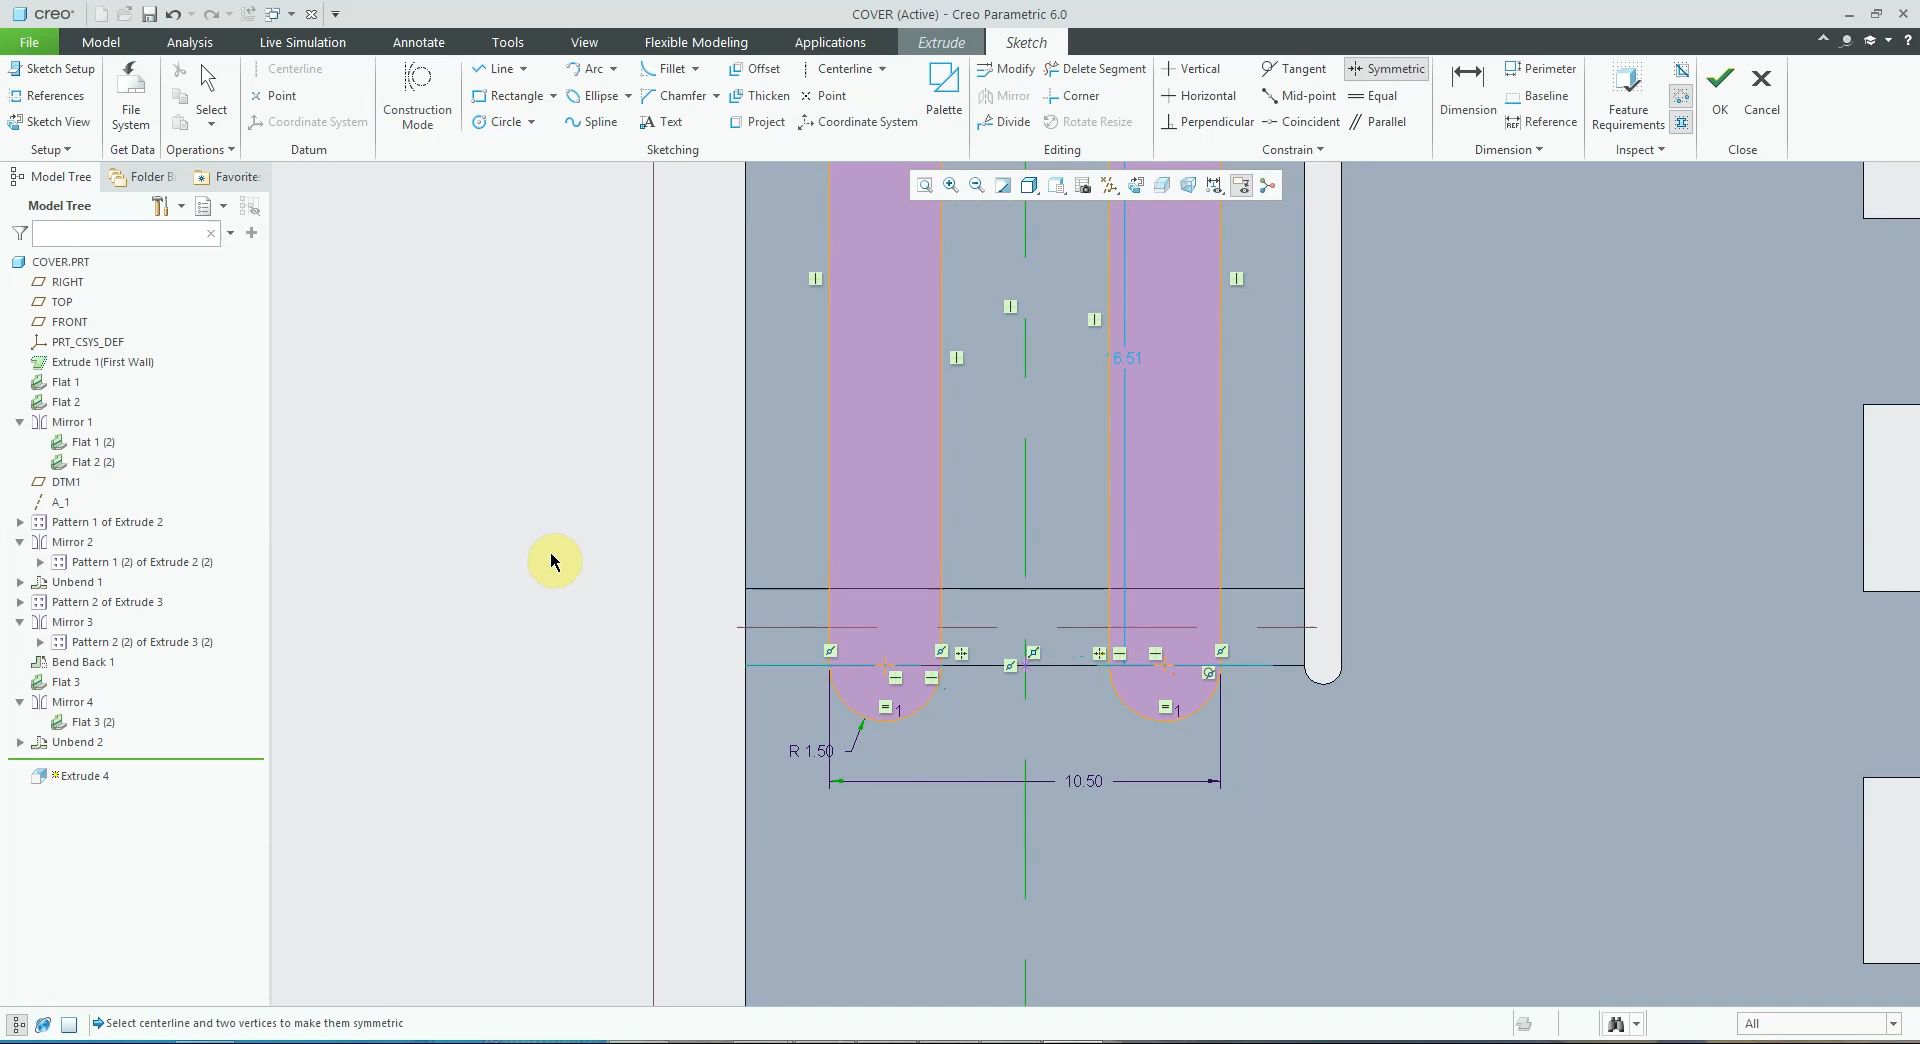 creo
COVER (Active) - Creo Parametric 6.0
File Model Analysis Live Simulation Annotate Tools View Flexible Modeling Applications Extrude Sketch
Sketch Setup
References
Sketch View
Setup
File System
Get Data
Select
Operations
Centerline
Point
Coordinate System
Datum
Construction Mode
Line Arc Fillet Offset Centerline
Rectangle Ellipse Chamfer Thicken Point
Circle Spline Text Project Coordinate System
Palette
Sketching
Modify Delete Segment
Mirror Corner
Divide Rotate Resize
Editing
Vertical Tangent Symmetric
Horizontal Mid-point Equal
Perpendicular Coincident Parallel
Constrain
Dimension
Perimeter
Baseline
Reference
Dimension
Feature Requirements
Inspect
OK
Cancel
Close
Model Tree Folder B Favorite
Model Tree
COVER.PRT
RIGHT
TOP
FRONT
PRT_CSYS_DEF
Extrude 1(First Wall)
Flat 1
Flat 2
Mirror 1
Flat 1 (2)
Flat 2 (2)
DTM1
A_1
Pattern 1 of Extrude 2
Mirror 2
Pattern 1 (2) of Extrude 2 (2)
Unbend 1
Pattern 2 of Extrude 3
Mirror 3
Pattern 2 (2) of Extrude 3 (2)
Bend Back 1
Flat 3
Mirror 4
Flat 3 (2)
Unbend 2
Extrude 4
1
1
R 1.50
10.50
Select centerline and two vertices to make them symmetric
All